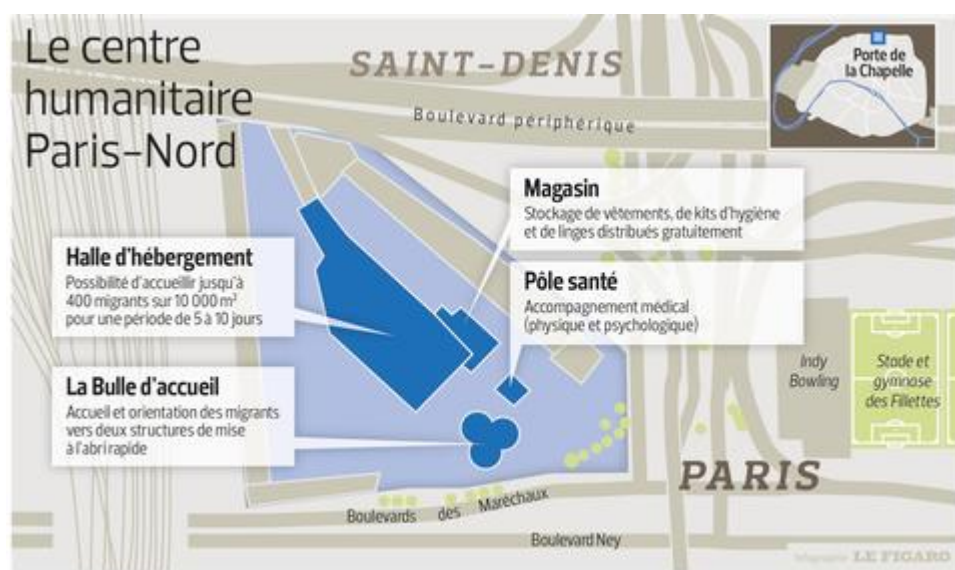 Le centre
humanitaire
Paris-Nord
SAINT-DENIS
Boulevard périphérique
Porte de
la Chapelle
Magasin
Stockage de vêtements, de kits d'hygiène
et de linges distribués gratuitement
Halle d'hébergement
Possibilité d'accueillir jusqu'à
400 migrants sur 10 000 m²
pour une période de 5 à 10 jours
Pôle santé
Accompagnement médical
(physique et psychologique)
La Bulle d'accueil
Accueil et orientation des migrants
vers deux structures de mise
à l'abri rapide
Indy
Bowling
Stade et
gymnase
des Fillettes
PARIS
Boulevards des Maréchaux
Boulevard Ney
Infographie LE FIGARO